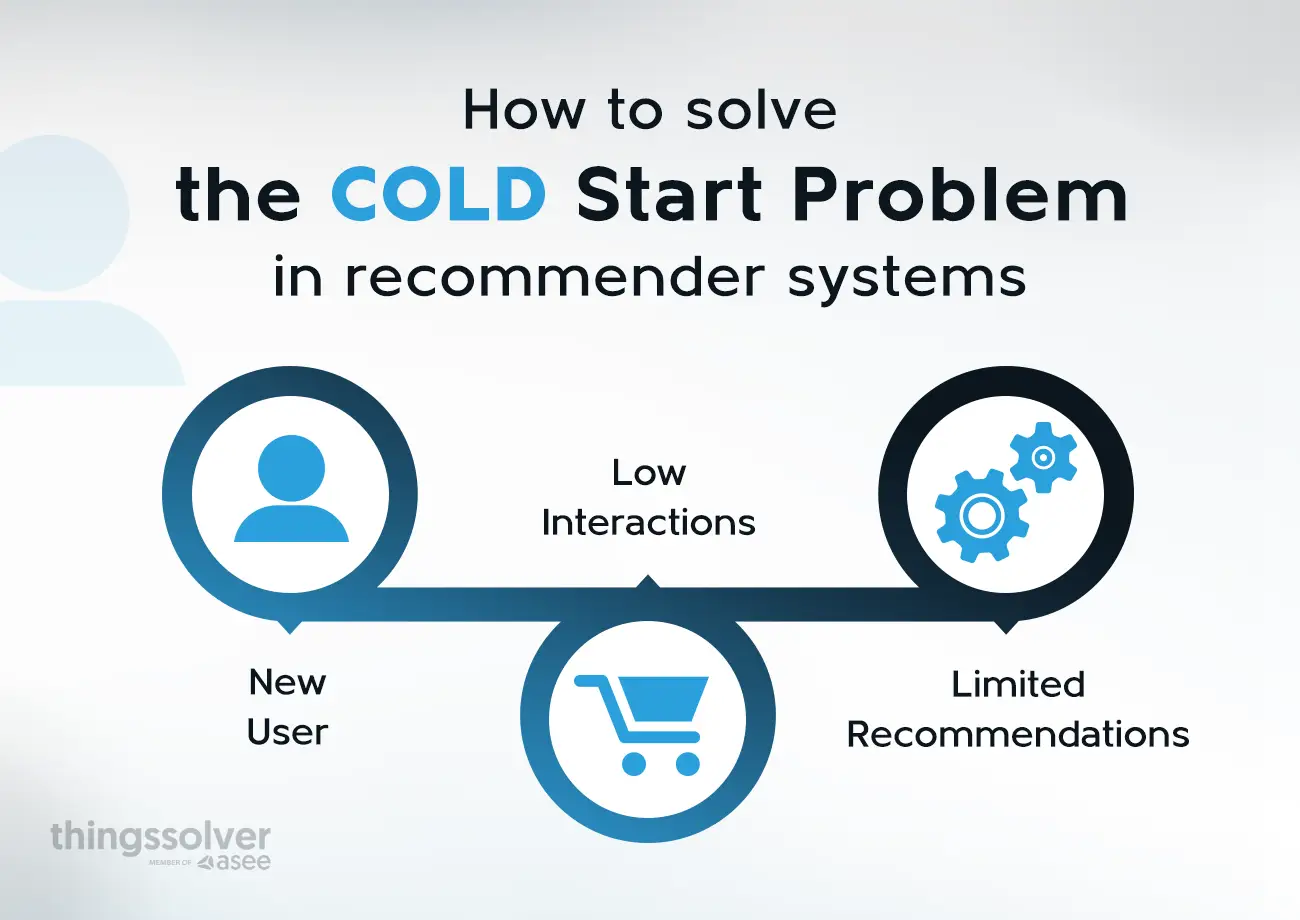 How to solve
the COLD Start Problem
in recommender systems
Low
Interactions
New
User
Limited
Recommendations
thingssolver
MEMBER OF asee